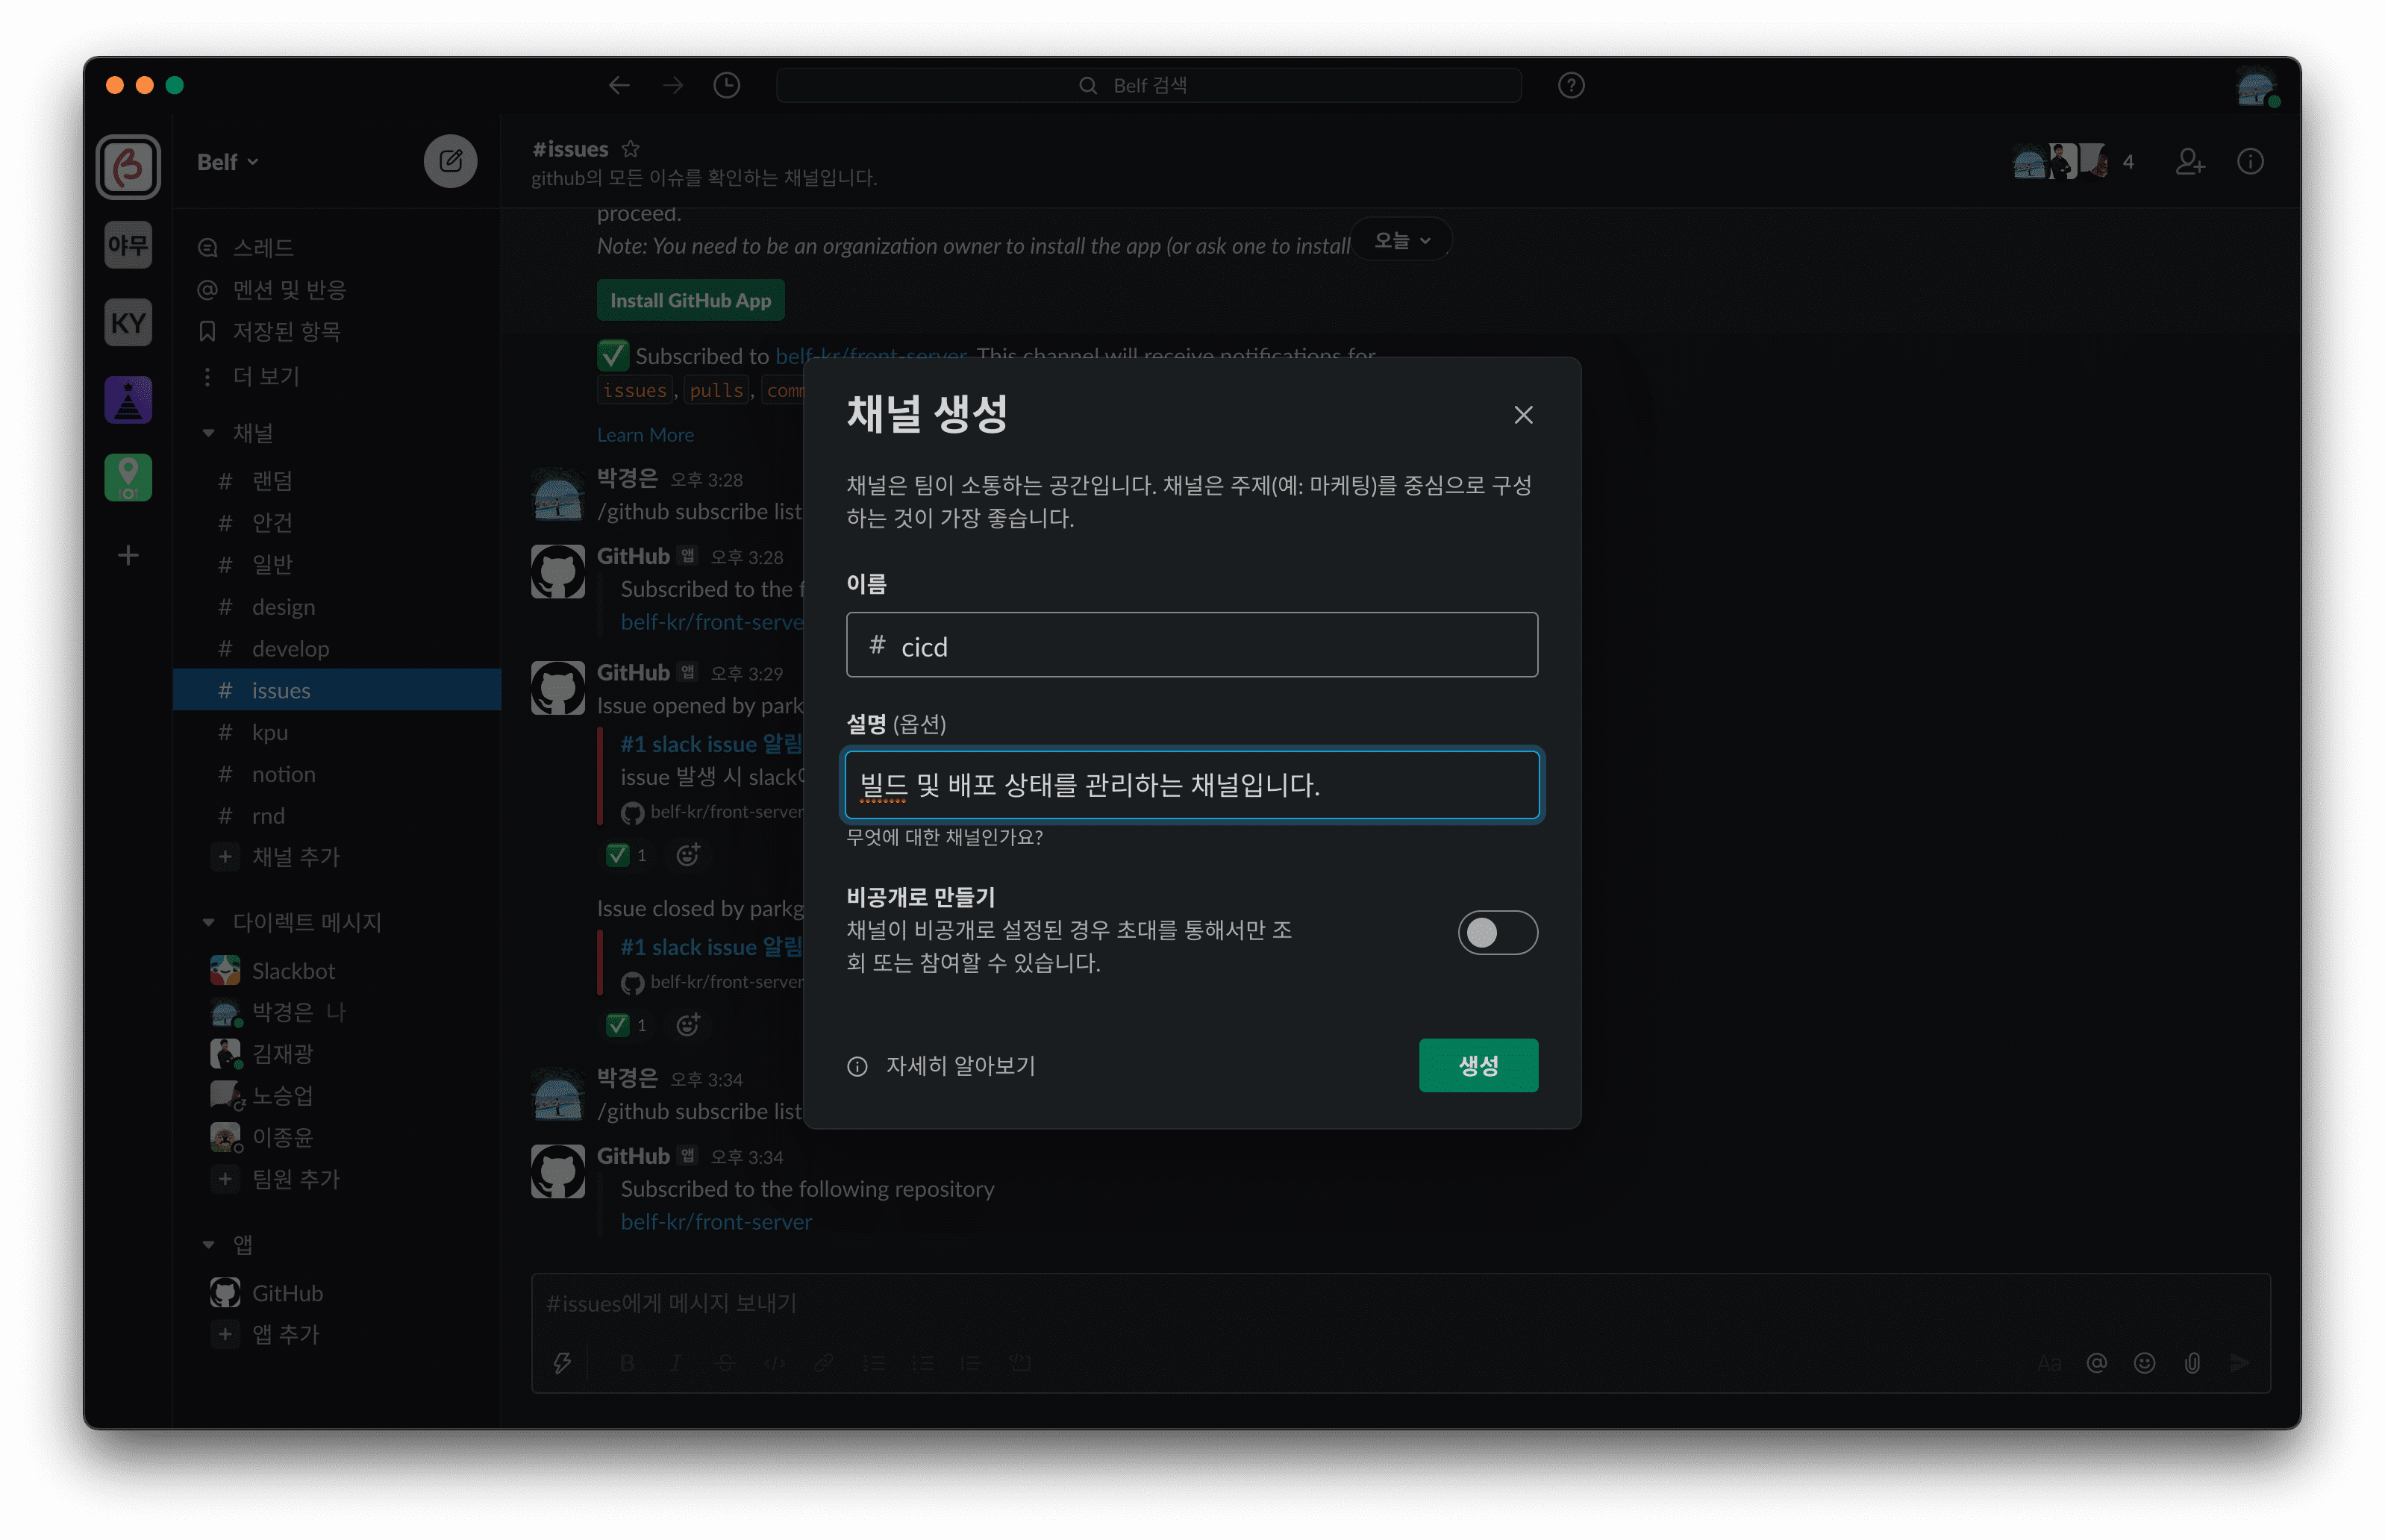 Belf 검색
Belf
야무
KY
스레드
멘션 및 반응
저장된 항목
더 보기
채널
# 랜덤
# 안건
# 일반
# design
# develop
# issues
# kpu
# notion
# rnd
+ 채널 추가
다이렉트 메시지
Slackbot
박경은 나
김재광
노승업
이종윤
+ 팀원 추가
앱
GitHub
+ 앱 추가
#issues
github의 모든 이슈를 확인하는 채널입니다.
4
proceed.
Note: You need to be an organization owner to install the app (or ask one to install
오늘
Install GitHub App
Subscribed to belf-kr/front-server. This channel will receive notifications for
issues, pulls,
Learn More
박경은 오후 3:28
/github subscribe list
GitHub 앱 오후 3:28
Subscribed to the
belf-kr/front-serve
GitHub 앱 오후 3:29
Issue opened by park
#1 slack issue 알림
issue 발생 시 slack
belf-kr/front-server
1
Issue closed by parkg
#1 slack issue 알림
belf-kr/front-server
1
박경은 오후 3:34
/github subscribe list
GitHub 앱 오후 3:34
Subscribed to the following repository
belf-kr/front-server
#issues에게 메시지 보내기
Aa
채널 생성
채널은 팀이 소통하는 공간입니다. 채널은 주제(예: 마케팅)를 중심으로 구성
하는 것이 가장 좋습니다.
이름
# cicd
설명 (옵션)
빌드 및 배포 상태를 관리하는 채널입니다.
무엇에 대한 채널인가요?
비공개로 만들기
채널이 비공개로 설정된 경우 초대를 통해서만 조
회 또는 참여할 수 있습니다.
자세히 알아보기
생성